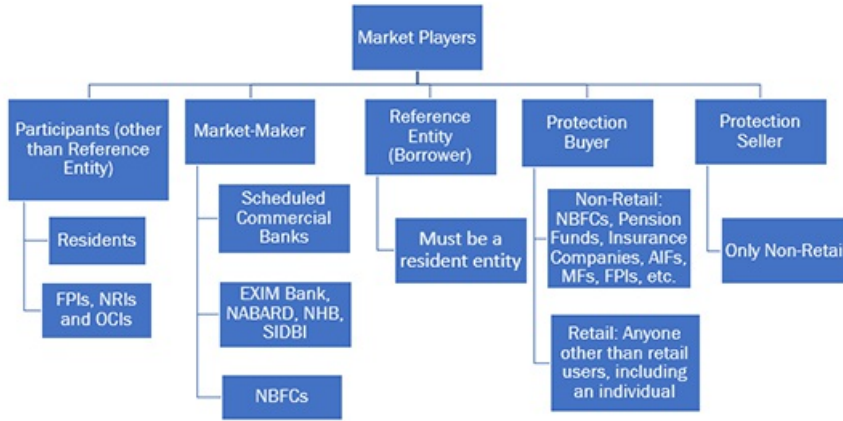 Market Players
Participants (other
than Reference
Entity)
Residents
FPIs, NRIs
and OCIs
Market-Maker
Scheduled
Commercial
Banks
EXIM Bank,
NABARD, NHB,
SIDBI
NBFCs
Reference
Entity
(Borrower)
Must be a
resident entity
Protection
Buyer
Non-Retail:
NBFCs, Pension
Funds, Insurance
Companies, AIFs,
MFs, FPIs, etc.
Retail: Anyone
other than retail
users, including
an individual
Protection
Seller
Only Non-Retail